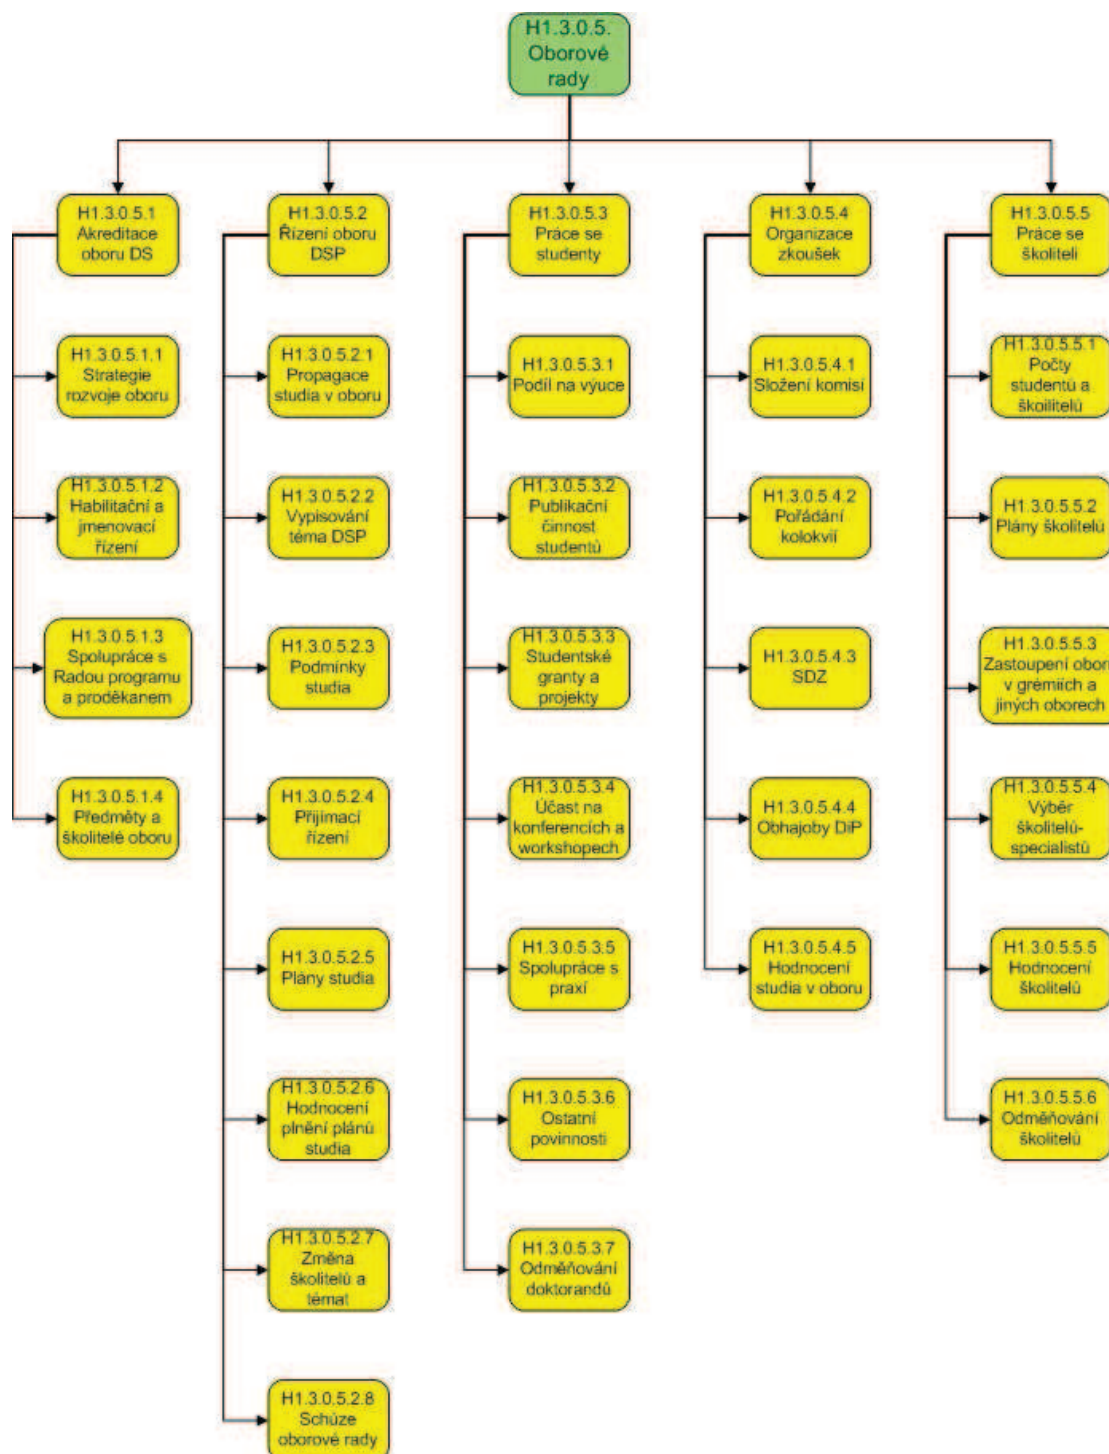 H1.3.0.5.
Oborové
rady
H1.3.0.5.1
Akreditace
oboru DS
H1.3.0.5.2
Řízení oboru
DSP
H1.3.0.5.3
Práce se
studenty
H1.3.0.5.4
Organizace
zkoušek
H1.3.0.5.5
Práce se
školiteli
H1.3.0.5.1.1
Strategie
rozvoje oboru
H1.3.0.5.2.1
Propagace
studia v oboru
H1.3.0.5.3.1
Podíl na výuce
H1.3.0.5.4.1
Složení komisí
H1.3.0.5.5.1
Počty
studentů a
školilitelů
H1.3.0.5.1.2
Habilitační a
jmenovací
řízení
H1.3.0.5.2.2
Vypisování
téma DSP
H1.3.0.5.3.2
Publikační
činnost
studentů
H1.3.0.5.4.2
Pořádání
kolokvií
H1.3.0.5.5.2
Plány školitelů
H1.3.0.5.1.3
Spolupráce s
Radou programu
a proděkanem
H1.3.0.5.2.3
Podmínky
studia
H1.3.0.5.3.3
Studentské
granty a
projekty
H1.3.0.5.4.3
SDZ
H1.3.0.5.5.3
Zastoupení oboru
v grémiích a
jiných oborech
H1.3.0.5.1.4
Předměty a
školitelé oboru
H1.3.0.5.2.4
Přijímací
řízení
H1.3.0.5.3.4
Účast na
konferencích a
workshopech
H1.3.0.5.4.4
Obhajoby DiP
H1.3.0.5.5.4
Výběr
školitelů-
specialistů
H1.3.0.5.2.5
Plány studia
H1.3.0.5.3.5
Spolupráce s
praxí
H1.3.0.5.4.5
Hodnocení
studia v oboru
H1.3.0.5.5.5
Hodnocení
školitelů
H1.3.0.5.2.6
Hodnocení
plnění plánů
studia
H1.3.0.5.3.6
Ostatní
povinnosti
H1.3.0.5.5.6
Odměňování
školitelů
H1.3.0.5.2.7
Změna
školitelů a
témat
H1.3.0.5.3.7
Odměňování
doktorandů
H1.3.0.5.2.8
Schůze
oborové rady